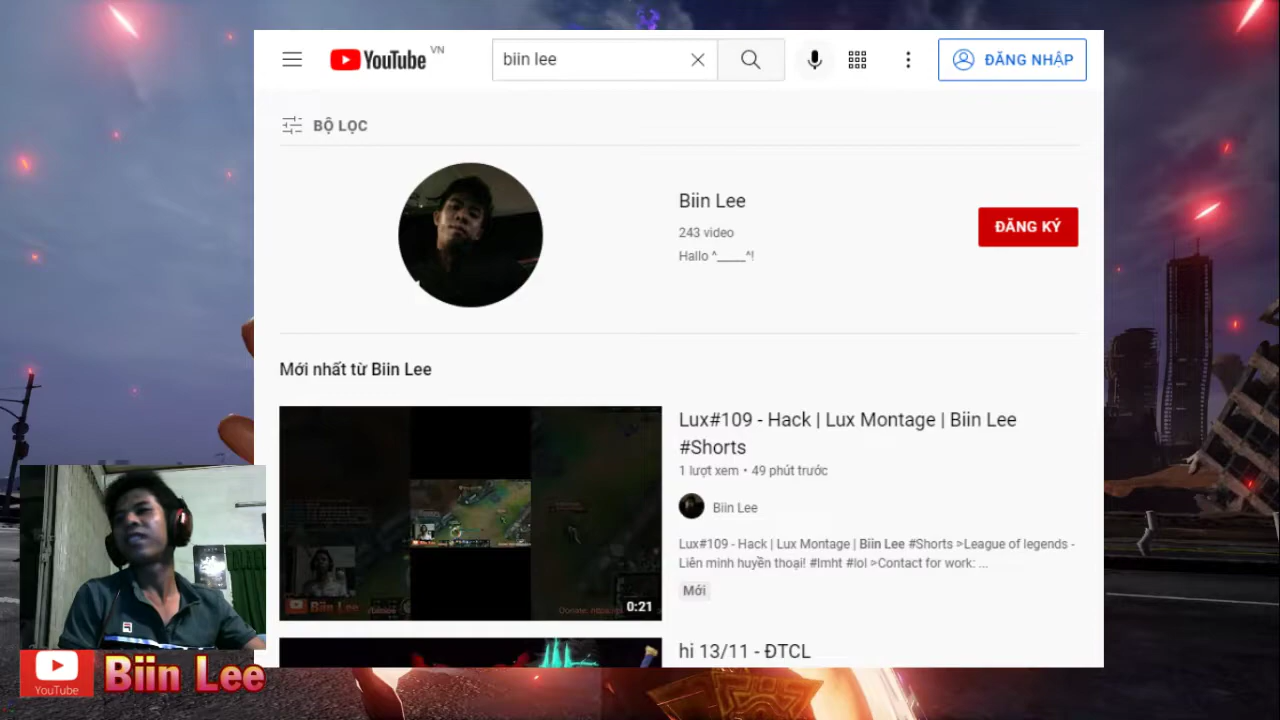 YouTube VN
biin lee
ĐĂNG NHẬP
BỘ LỌC
Biin Lee
243 video
Hallo ^_____^!
ĐĂNG KÝ
Mới nhất từ Biin Lee
Lux#109 - Hack | Lux Montage | Biin Lee
#Shorts
1 lượt xem • 49 phút trước
Biin Lee
Lux#109 - Hack | Lux Montage | Biin Lee #Shorts >League of legends -
Liên minh huyền thoại! #lmht #lol >Contact for work: ...
Mới
Biin Lee
0:21
hi 13/11 - ĐTCL
YouTube
Biin Lee